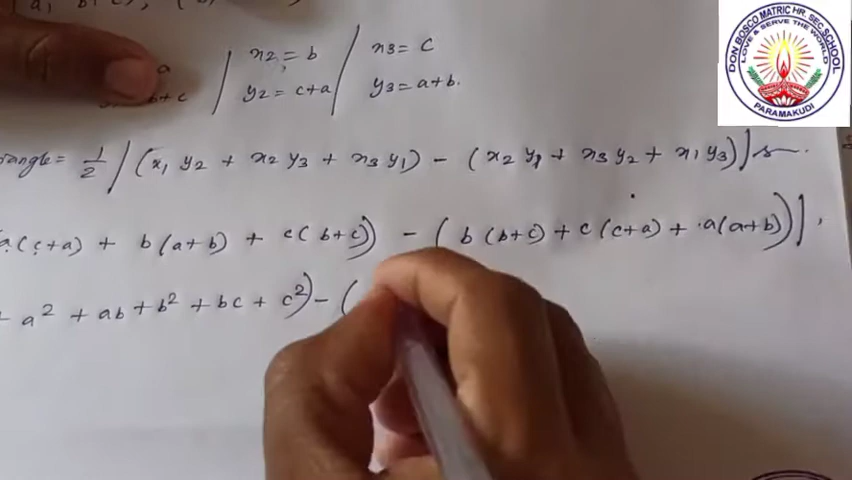 x2 = b
x3 = c
b+c
y2 = c+a
y3 = a+b.
= 1/2 |(x1 y2 + x2 y3 + x3 y1) - (x2 y1 + x3 y2 + x1 y3)|
a(c+a) + b(a+b) + c(b+c)) - (b(b+c) + c(c+a) + a(a+b))|.
+ a² + ab + b² + bc + c²) - (
DON BOSCO MATRIC HR. SEC SCHOOL
LOVE & SERVE THE WORLD
PARAMAKUDI